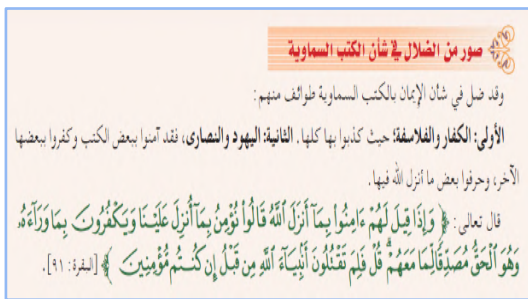 صور من الضلال في شأن الكتب السماوية
وقد ضل في شأن الإيمان بالكتب السماوية طوائف منهم:
الأولى: الكفار والفلاسفة؛ حيث كذبوا بها كلها. الثانية: اليهود والنصارى، فقد آمنوا ببعض الكتب وكفروا ببعضها
الآخر، وحرفوا بعض ما أنزل الله فيها.
قال تعالى: ﴿ وَإِذَا قِيلَ لَهُمْ ءَامِنُوا۟ بِمَآ أَنزَلَ ٱللَّهُ قَالُوا۟ نُؤْمِنُ بِمَآ أُنزِلَ عَلَيْنَا وَيَكْفُرُونَ بِمَا وَرَآءَهُۥ
وَهُوَ ٱلْحَقُّ مُصَدِّقًا لِّمَا مَعَهُمْ ۗ قُلْ فَلِمَ تَقْتُلُونَ أَنۢبِيَآءَ ٱللَّهِ مِن قَبْلُ إِن كُنتُم مُّؤْمِنِينَ ﴾ [البقرة: ٩١].